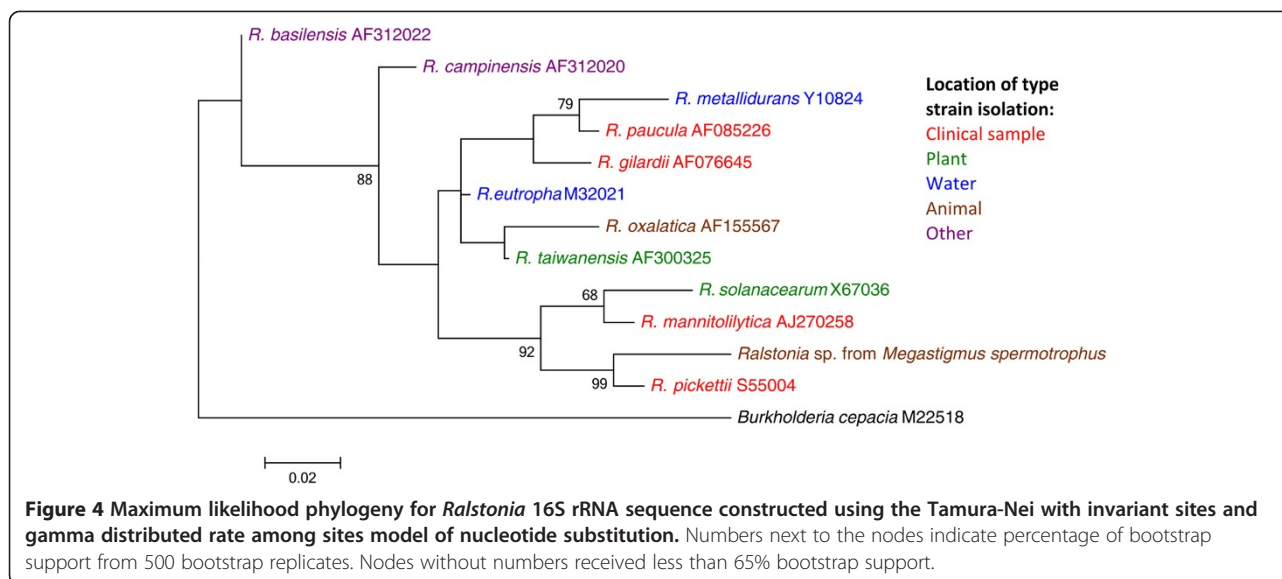 R. basilensis AF312022
R. campinensis AF312020
79
R. metallidurans Y10824
R. paucula AF085226
R. gilardii AF076645
88
R.eutropha M32021
R. oxalatica AF155567
R. taiwanensis AF300325
68
R. solanacearum X67036
R. mannitolilytica AJ270258
92
Ralstonia sp. from Megastigmus spermotrophus
99
R. pickettii S55004
Burkholderia cepacia M22518
0.02
Location of type
strain isolation:
Clinical sample
Plant
Water
Animal
Other
Figure 4 Maximum likelihood phylogeny for Ralstonia 16S rRNA sequence constructed using the Tamura-Nei with invariant sites and
gamma distributed rate among sites model of nucleotide substitution. Numbers next to the nodes indicate percentage of bootstrap
support from 500 bootstrap replicates. Nodes without numbers received less than 65% bootstrap support.